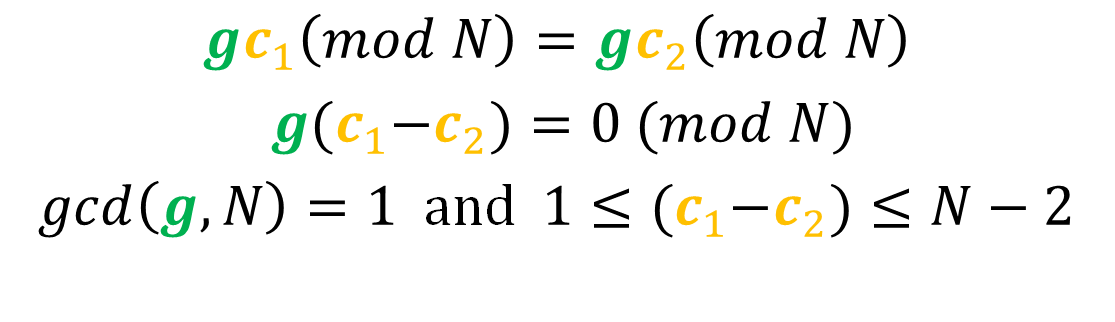 gc₁(mod N) = gc₂(mod N)
g(c₁−c₂) = 0 (mod N)
gcd(g, N) = 1 and 1 ≤ (c₁−c₂) ≤ N − 2